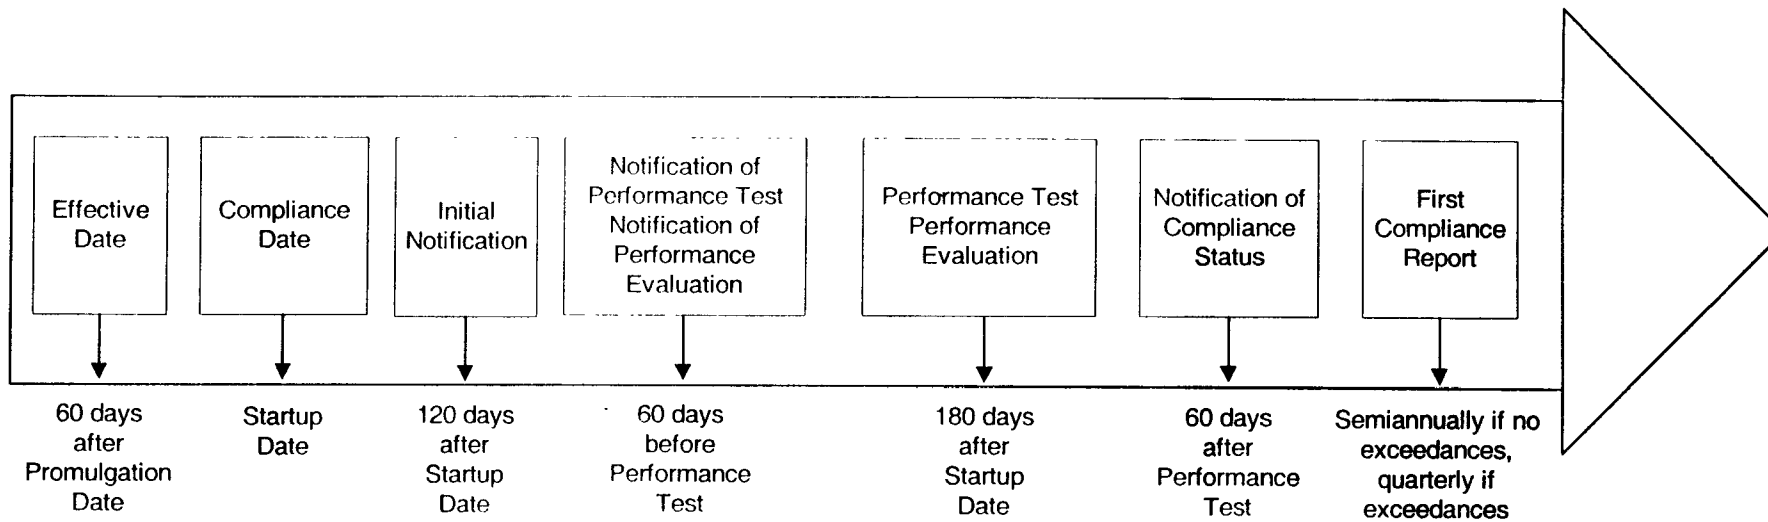 Effective
Date
Compliance
Date
Initial
Notification
Notification of
Performance Test
Notification of
Performance
Evaluation
Performance Test
Performance
Evaluation
Notification of
Compliance
Status
First
Compliance
Report
60 days
after
Promulgation
Date
Startup
Date
120 days
after
Startup
Date
60 days
before
Performance
Test
180 days
after
Startup
Date
60 days
after
Performance
Test
Semiannually if no
exceedances,
quarterly if
exceedances